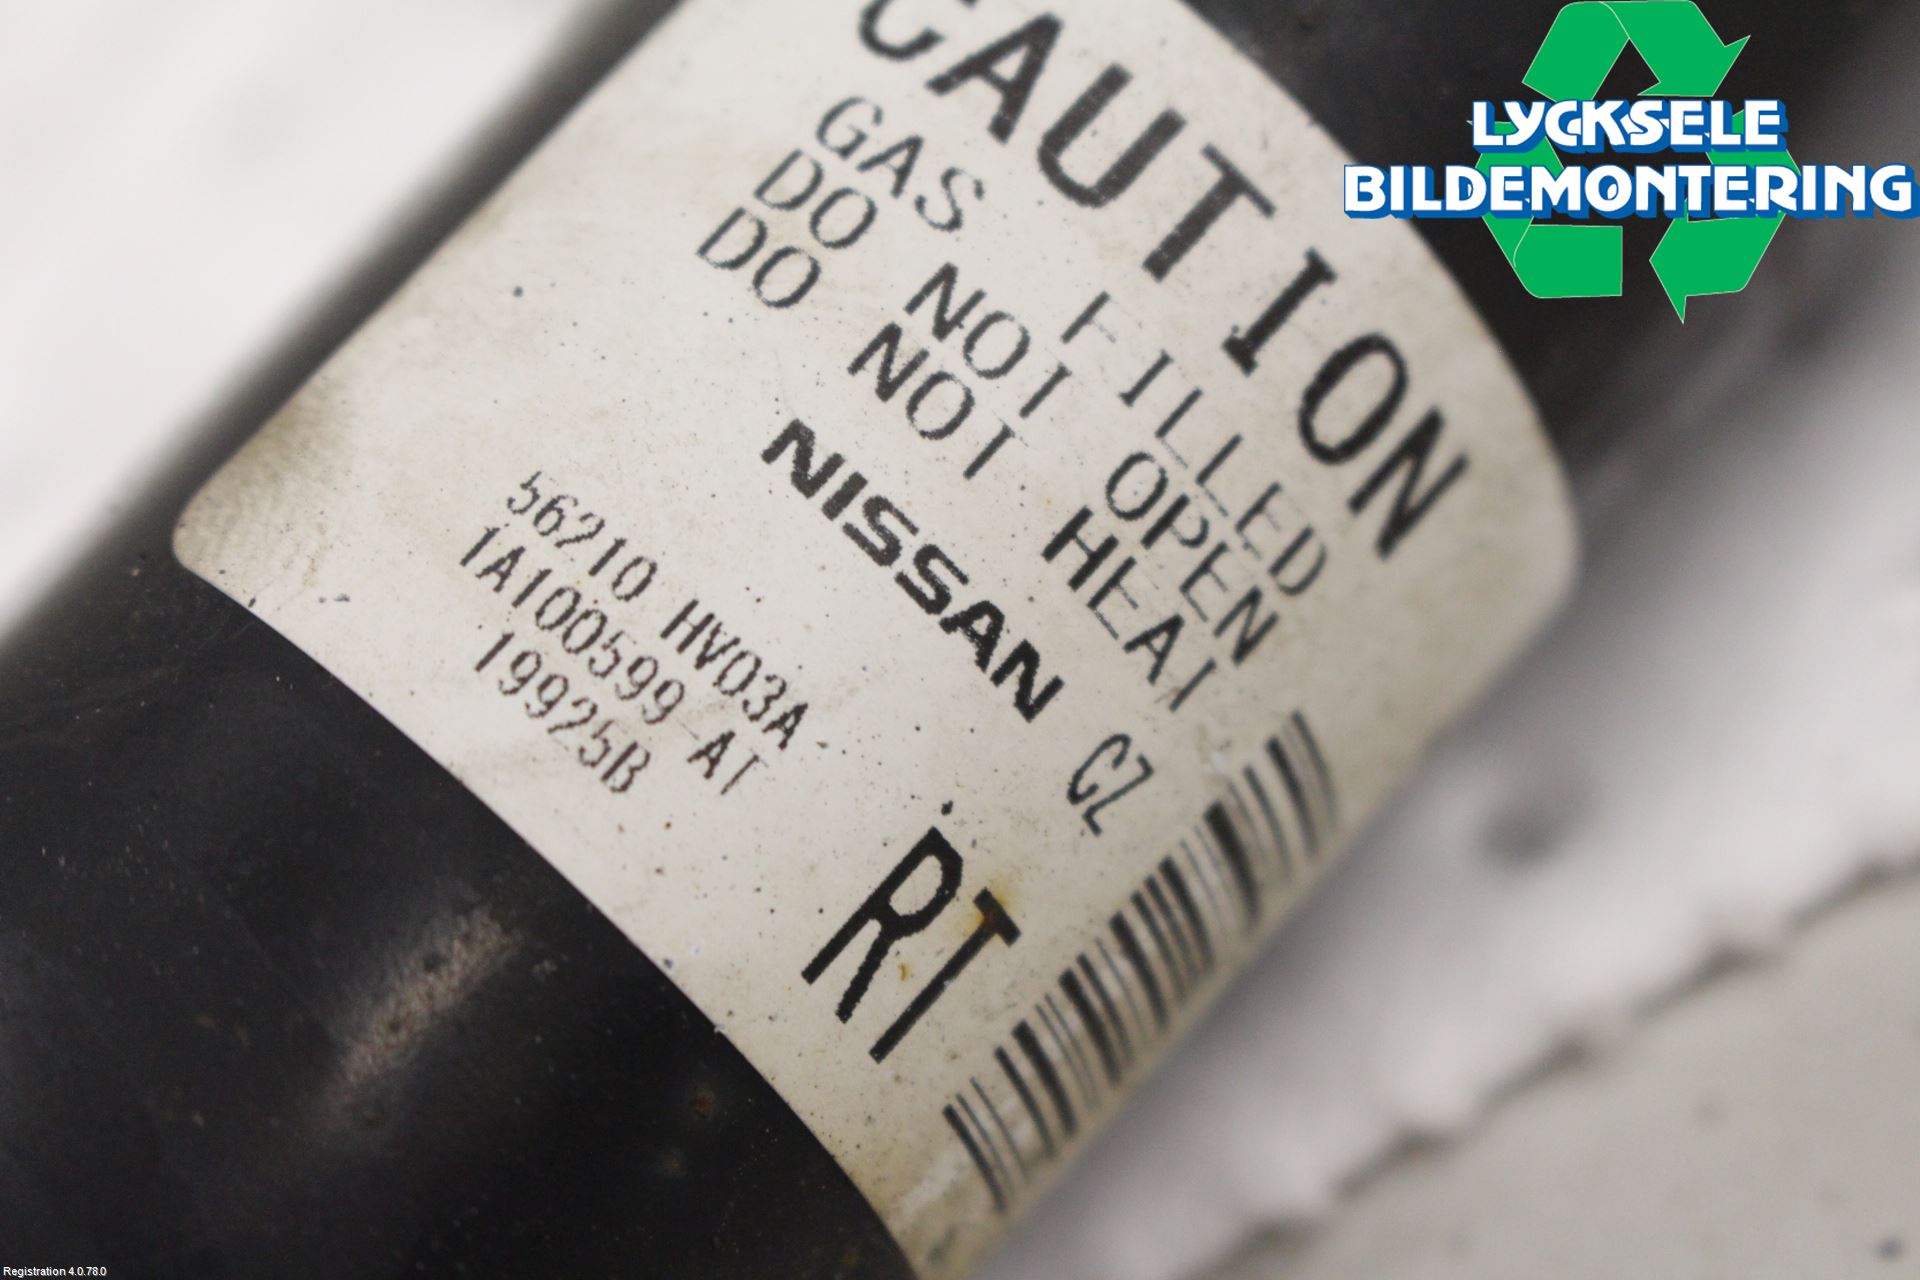 CAUTION
GAS FILLED
DO NOT OPEN
DO NOT HEAT
NISSAN CZ
56210 HV03A
1A100599 AT
19925B
RT
LYCKSELE
BILDEMONTERING
Registration 4.0.78.0